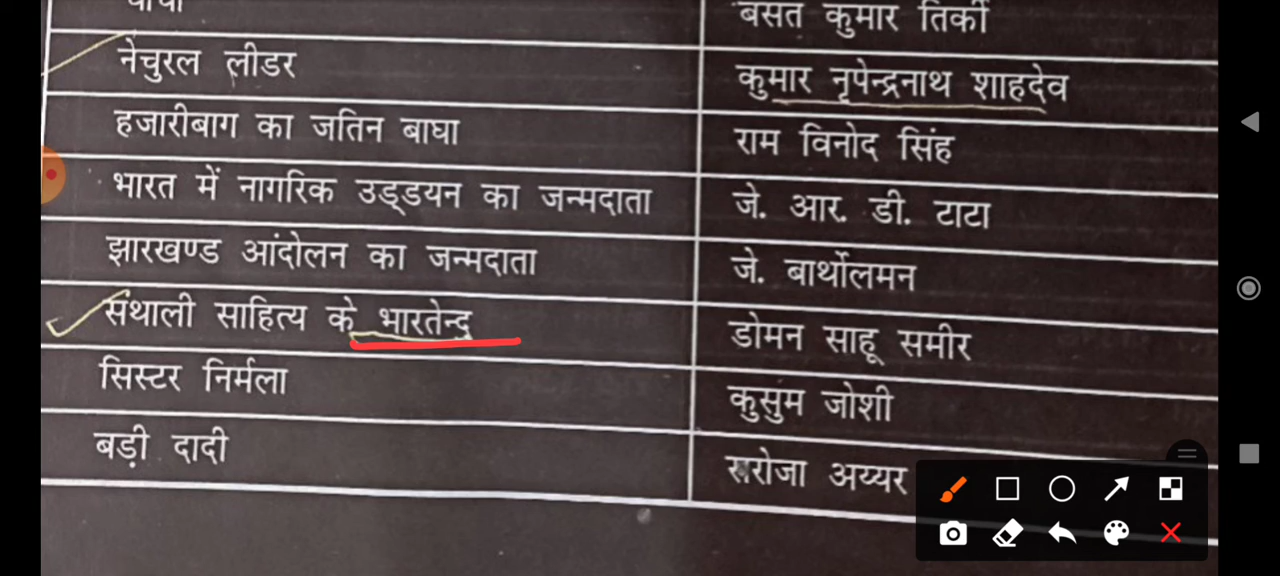 चाचा बसंत कुमार तिर्की
नेचुरल लीडर कुमार नृपेन्द्रनाथ शाहदेव
हजारीबाग का जतिन बाघा राम विनोद सिंह
भारत में नागरिक उड्डयन का जन्मदाता जे. आर. डी. टाटा
झारखण्ड आंदोलन का जन्मदाता जे. बार्थोलमन
संथाली साहित्य के भारतेन्दु डोमन साहू समीर
सिस्टर निर्मला कुसुम जोशी
बड़ी दादी सरोजा अय्यर